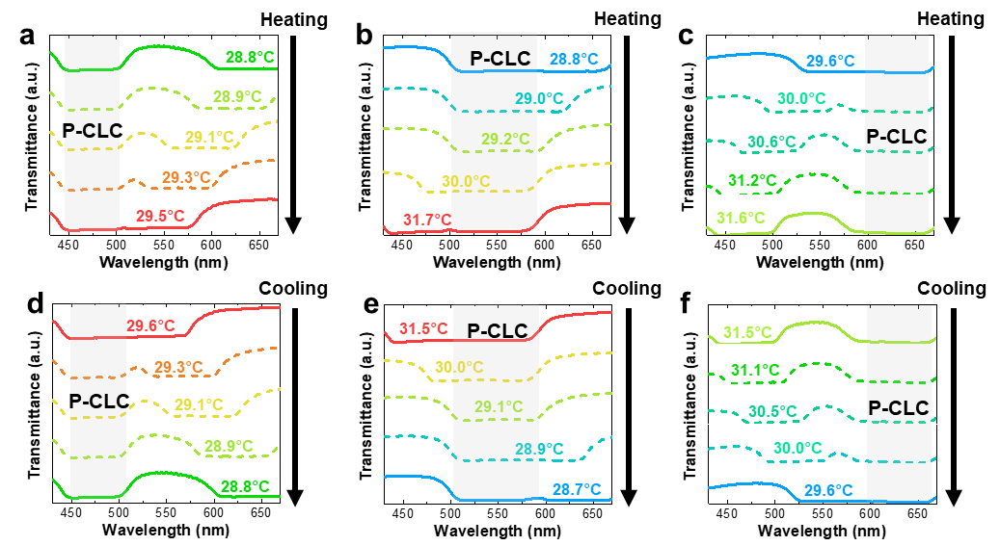 a
Heating
28.8°C
28.9°C
P-CLC
29.1°C
29.3°C
29.5°C
Transmittance (a.u.)
450 500 550 600 650
Wavelength (nm)
b
Heating
P-CLC 28.8°C
29.0°C
29.2°C
30.0°C
31.7°C
Transmittance (a.u.)
450 500 550 600 650
Wavelength (nm)
c
Heating
29.6°C
30.0°C
P-CLC
30.6°C
31.2°C
31.6°C
Transmittance (a.u.)
450 500 550 600 650
Wavelength (nm)
d
Cooling
29.6°C
29.3°C
P-CLC 29.1°C
28.9°C
28.8°C
Transmittance (a.u.)
450 500 550 600 650
Wavelength (nm)
e
Cooling
31.5°C P-CLC
30.0°C
29.1°C
28.9°C
28.7°C
Transmittance (a.u.)
450 500 550 600 650
Wavelength (nm)
f
Cooling
31.5°C
31.1°C
P-CLC
30.5°C
30.0°C
29.6°C
Transmittance (a.u.)
450 500 550 600 650
Wavelength (nm)